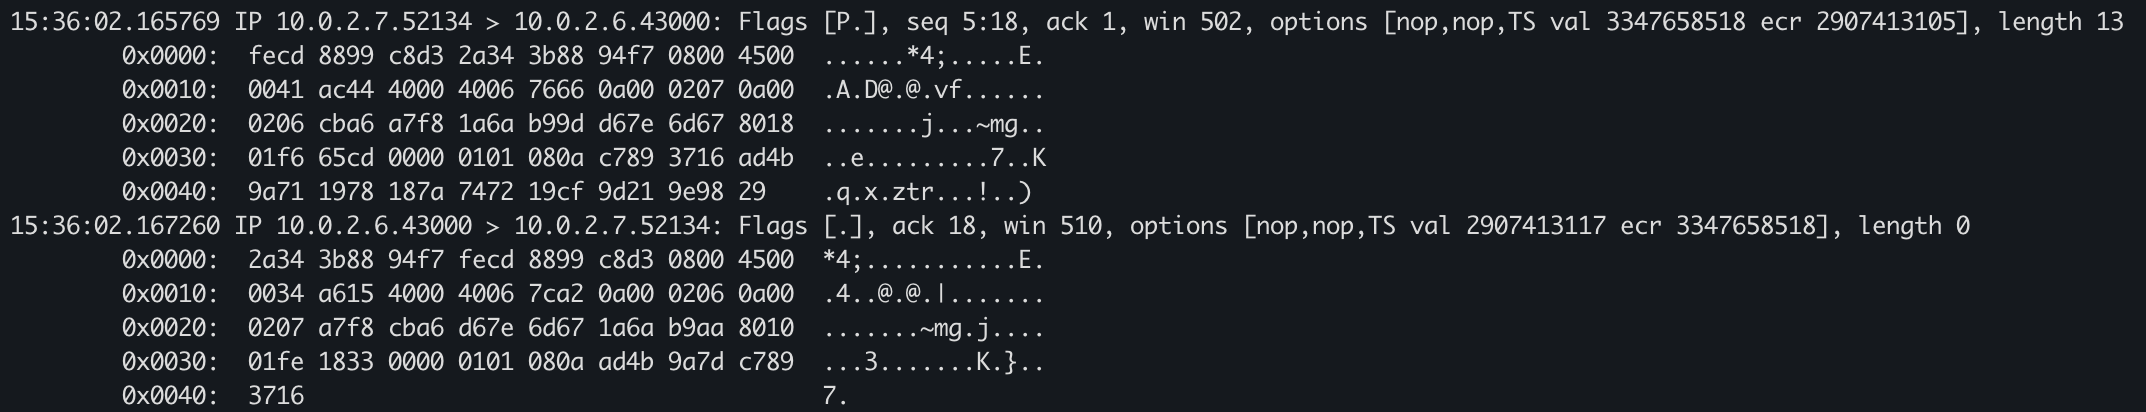 15:36:02.165769 IP 10.0.2.7.52134 > 10.0.2.6.43000: Flags [P.], seq 5:18, ack 1, win 502, options [nop,nop,TS val 3347658518 ecr 2907413105], length 13
0x0000:  fecd 8899 c8d3 2a34 3b88 94f7 0800 4500  ......*4;.....E.
0x0010:  0041 ac44 4000 4006 7666 0a00 0207 0a00  .A.D@.@.vf......
0x0020:  0206 cba6 a7f8 1a6a b99d d67e 6d67 8018  .......j...~mg..
0x0030:  01f6 65cd 0000 0101 080a c789 3716 ad4b  ..e.........7..K
0x0040:  9a71 1978 187a 7472 19cf 9d21 9e98 29    .q.x.ztr...!..)
15:36:02.167260 IP 10.0.2.6.43000 > 10.0.2.7.52134: Flags [.], ack 18, win 510, options [nop,nop,TS val 2907413117 ecr 3347658518], length 0
0x0000:  2a34 3b88 94f7 fecd 8899 c8d3 0800 4500  *4;...........E.
0x0010:  0034 a615 4000 4006 7ca2 0a00 0206 0a00  .4..@.@.|.......
0x0020:  0207 a7f8 cba6 d67e 6d67 1a6a b9aa 8010  .......~mg.j....
0x0030:  01fe 1833 0000 0101 080a ad4b 9a7d c789  ...3.......K.}..
0x0040:  3716                                     7.